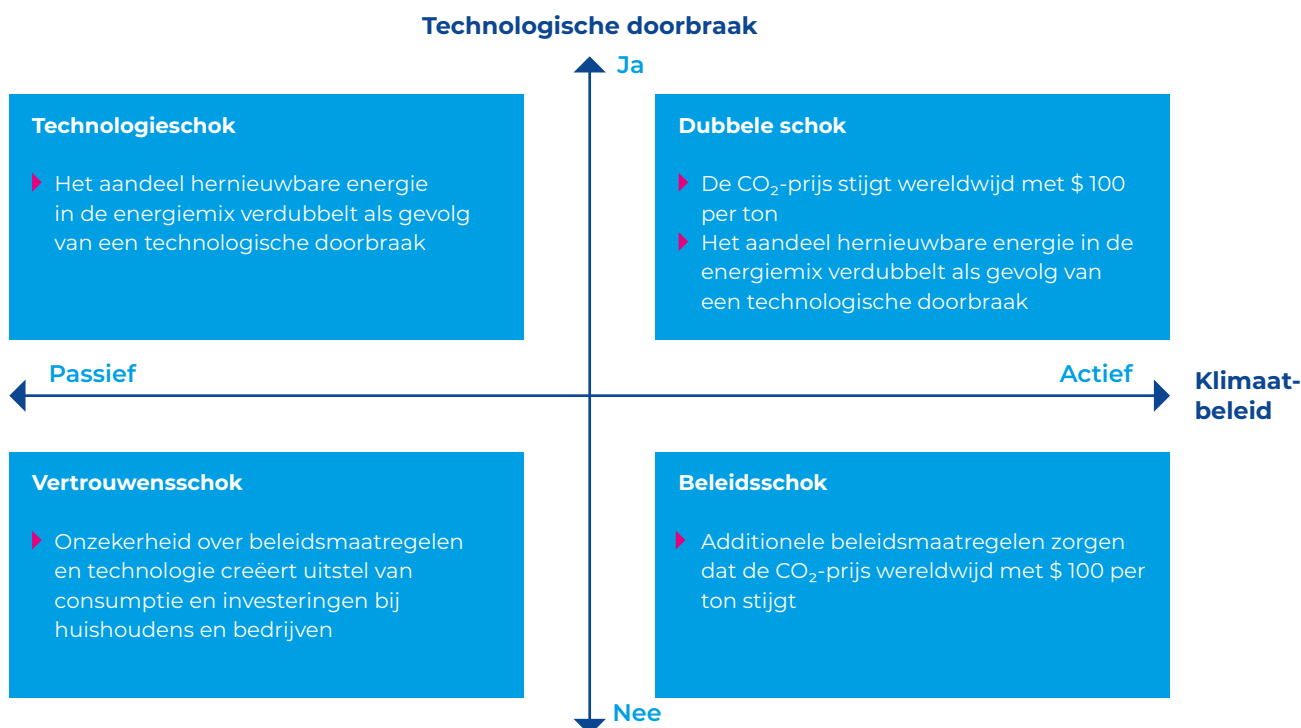 Technologische doorbraak
Ja
Technologieschok
Het aandeel hernieuwbare energie
in de energiemix verdubbelt als gevolg
van een technologische doorbraak
Dubbele schok
De CO₂-prijs stijgt wereldwijd met $ 100
per ton
Het aandeel hernieuwbare energie in de
energiemix verdubbelt als gevolg van
een technologische doorbraak
Passief
Actief
Klimaat-
beleid
Vertrouwensschok
Onzekerheid over beleidsmaatregelen
en technologie creëert uitstel van
consumptie en investeringen bij
huishoudens en bedrijven
Beleidsschok
Additionele beleidsmaatregelen zorgen
dat de CO₂-prijs wereldwijd met $ 100 per
ton stijgt
Nee